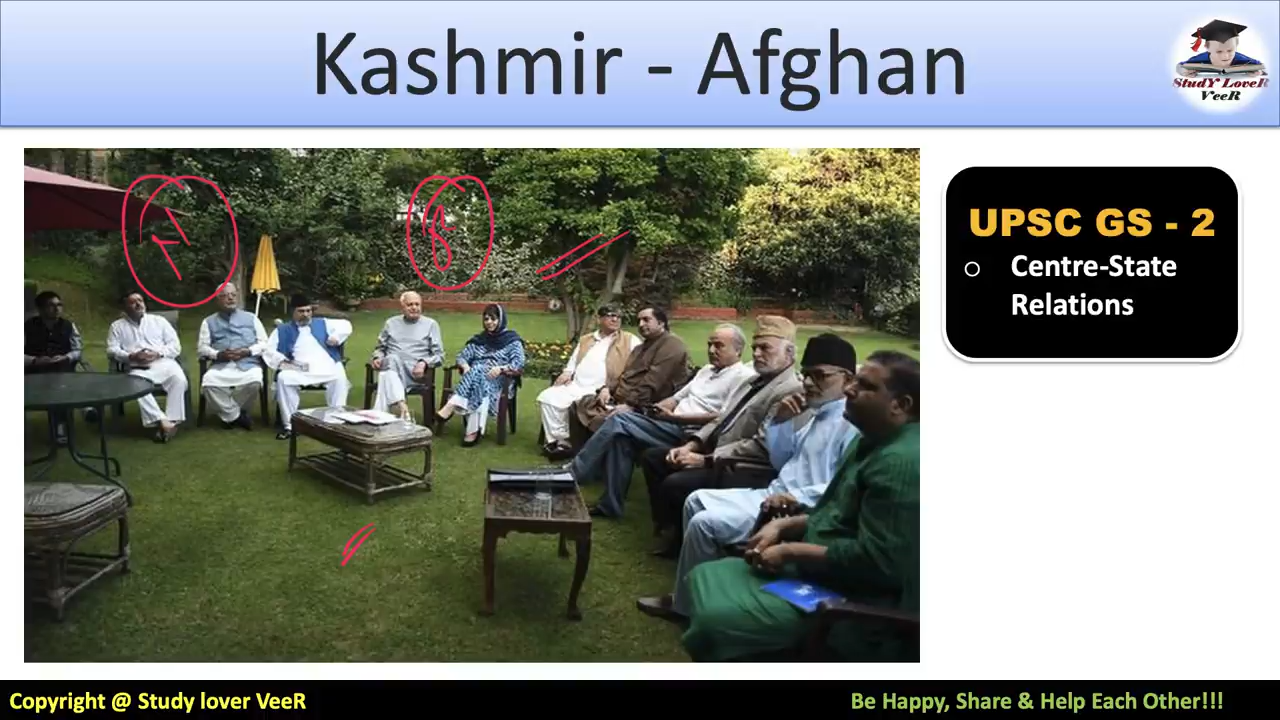 Kashmir - Afghan
StudY LoveR
VeeR
UPSC GS - 2
Centre-State
Relations
Copyright @ Study lover VeeR
Be Happy, Share & Help Each Other!!!